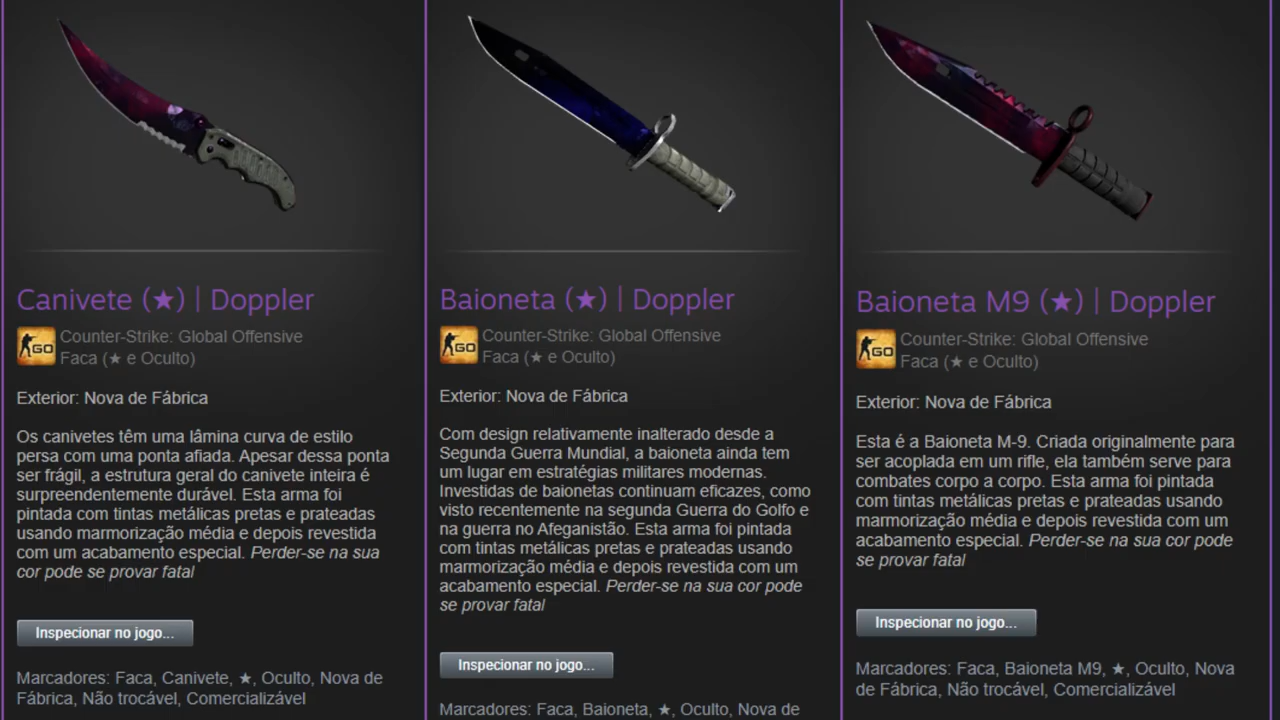 Canivete (★) | Doppler
GO
Counter-Strike: Global Offensive
Faca (★ e Oculto)
Exterior: Nova de Fábrica
Os canivetes têm uma lâmina curva de estilo
persa com uma ponta afiada. Apesar dessa ponta
ser frágil, a estrutura geral do canivete inteira é
surpreendentemente durável. Esta arma foi
pintada com tintas metálicas pretas e prateadas
usando marmorização média e depois revestida
com um acabamento especial. Perder-se na sua
cor pode se provar fatal
Inspecionar no jogo...
Marcadores: Faca, Canivete, ★, Oculto, Nova de
Fábrica, Não trocável, Comercializável
Baioneta (★) | Doppler
GO
Counter-Strike: Global Offensive
Faca (★ e Oculto)
Exterior: Nova de Fábrica
Com design relativamente inalterado desde a
Segunda Guerra Mundial, a baioneta ainda tem
um lugar em estratégias militares modernas.
Investidas de baionetas continuam eficazes, como
visto recentemente na segunda Guerra do Golfo e
na guerra no Afeganistão. Esta arma foi pintada
com tintas metálicas pretas e prateadas usando
marmorização média e depois revestida com um
acabamento especial. Perder-se na sua cor pode
se provar fatal
Inspecionar no jogo...
Marcadores: Faca, Baioneta, ★, Oculto, Nova de
Baioneta M9 (★) | Doppler
GO
Counter-Strike: Global Offensive
Faca (★ e Oculto)
Exterior: Nova de Fábrica
Esta é a Baioneta M-9. Criada originalmente para
ser acoplada em um rifle, ela também serve para
combates corpo a corpo. Esta arma foi pintada
com tintas metálicas pretas e prateadas usando
marmorização média e depois revestida com um
acabamento especial. Perder-se na sua cor pode
se provar fatal
Inspecionar no jogo...
Marcadores: Faca, Baioneta M9, ★, Oculto, Nova
de Fábrica, Não trocável, Comercializável